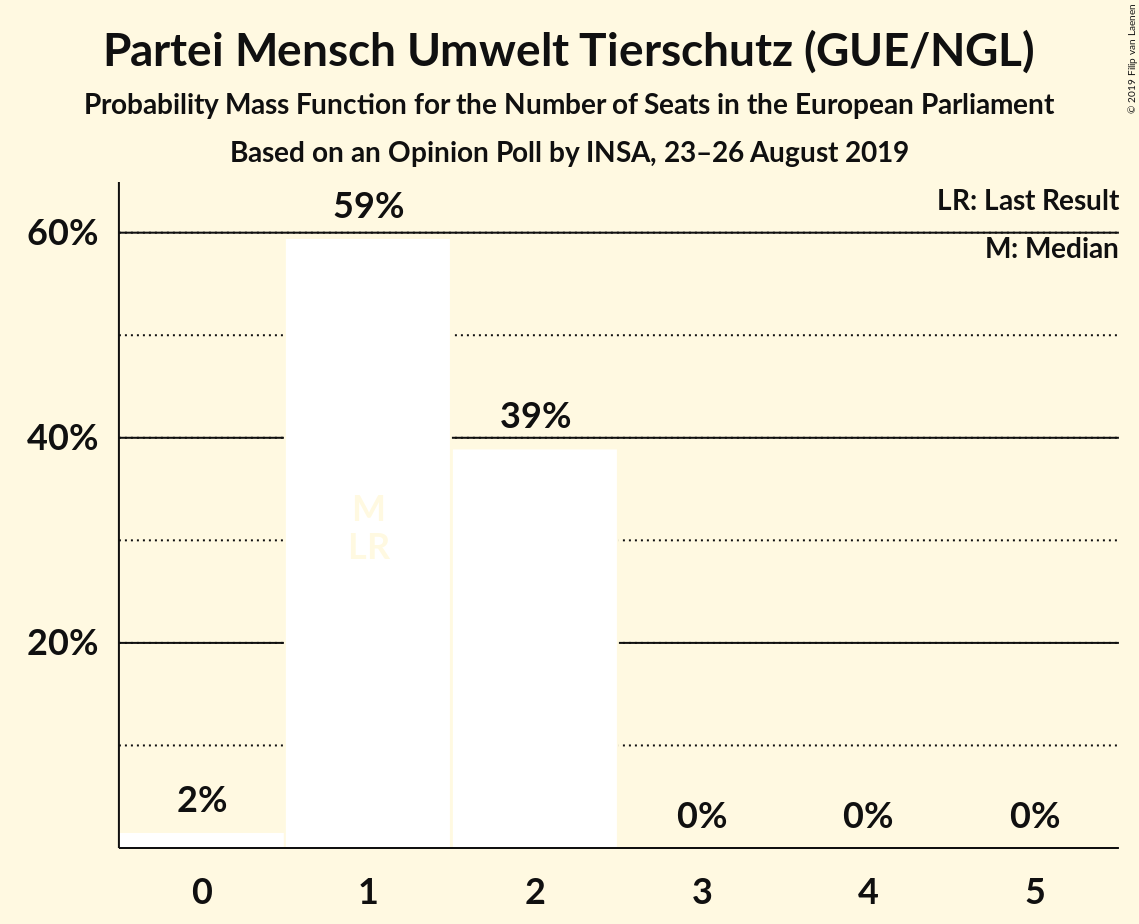 Partei Mensch Umwelt Tierschutz (GUE/NGL)
Probability Mass Function for the Number of Seats in the European Parliament
Based on an Opinion Poll by INSA, 23–26 August 2019
© 2019 Filip van Laenen
LR: Last Result
M: Median
60%
40%
20%
2%
59%
39%
0%
0%
0%
M
LR
0
1
2
3
4
5